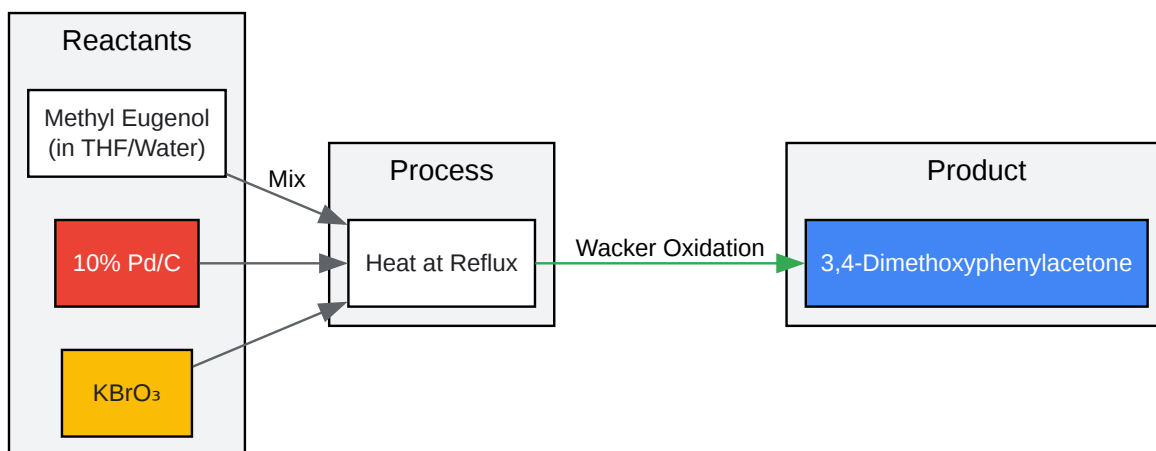 Reactants
Methyl Eugenol
(in THF/Water)
Mix
10% Pd/C
KBrO₃
Process
Heat at Reflux
Wacker Oxidation
Product
3,4-Dimethoxyphenylacetone